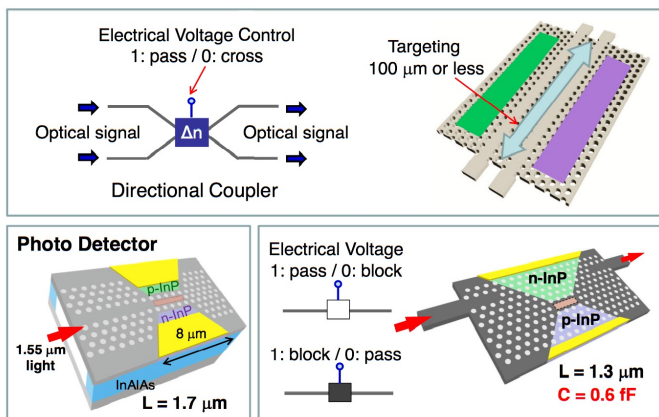 Electrical Voltage Control
1: pass / 0: cross
Optical signal
Δn
Optical signal
Directional Coupler
Targeting
100 μm or less
Photo Detector
p-InP
n-InP
8 μm
1.55 μm
light
InAlAs
L = 1.7 μm
Electrical Voltage
1: pass / 0: block
1: block / 0: pass
n-InP
p-InP
L = 1.3 μm
C = 0.6 fF